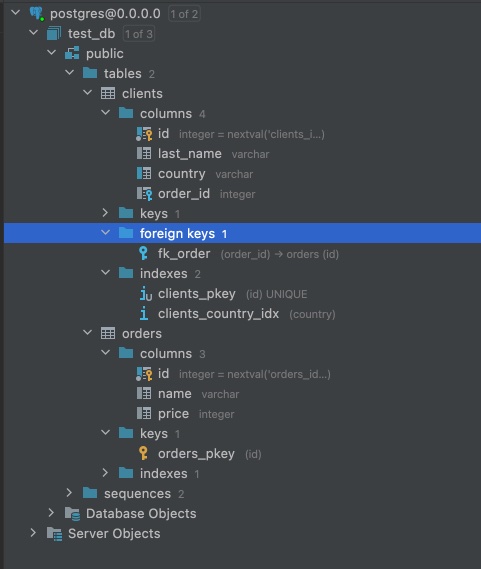 postgres@0.0.0.0 1 of 2
test_db 1 of 3
public
tables 2
clients
columns 4
id integer = nextval('clients_i...)
last_name varchar
country varchar
order_id integer
keys 1
foreign keys 1
fk_order (order_id) → orders (id)
indexes 2
clients_pkey (id) UNIQUE
clients_country_idx (country)
orders
columns 3
id integer = nextval('orders_id...)
name varchar
price integer
keys 1
orders_pkey (id)
indexes 1
sequences 2
Database Objects
Server Objects